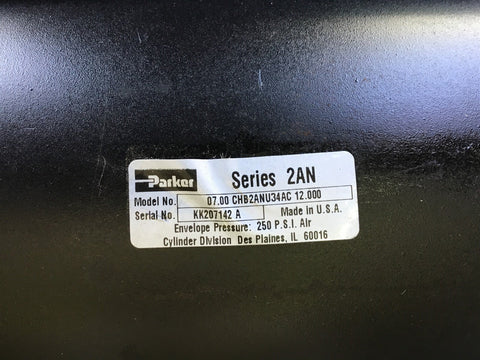 Parker Series 2AN
Model No. 07.00 CHB2ANU34AC 12.000
Serial No. KK207142 A Made in U.S.A.
Envelope Pressure: 250 P.S.I. Air
Cylinder Division Des Plaines, IL 60016